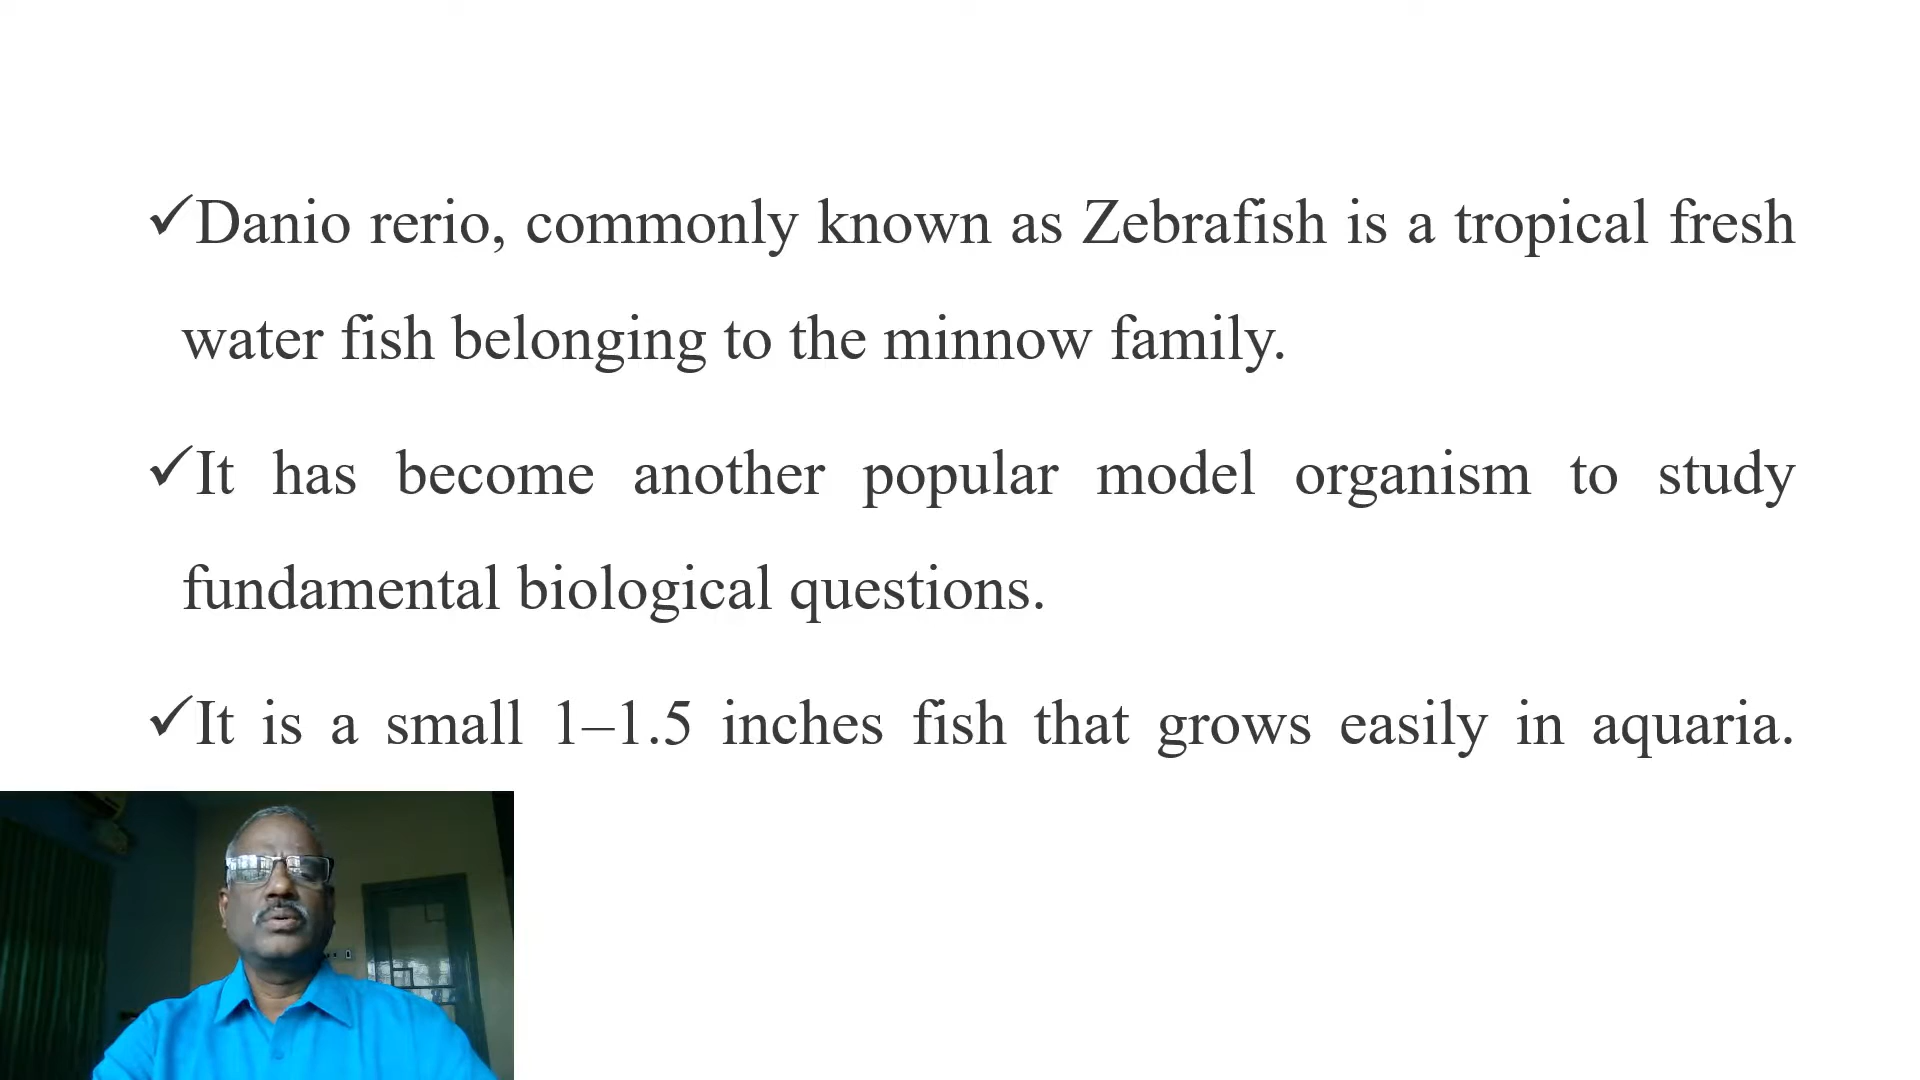 ✓Danio rerio, commonly known as Zebrafish is a tropical fresh
water fish belonging to the minnow family.
✓It has become another popular model organism to study
fundamental biological questions.
✓It is a small 1–1.5 inches fish that grows easily in aquaria.